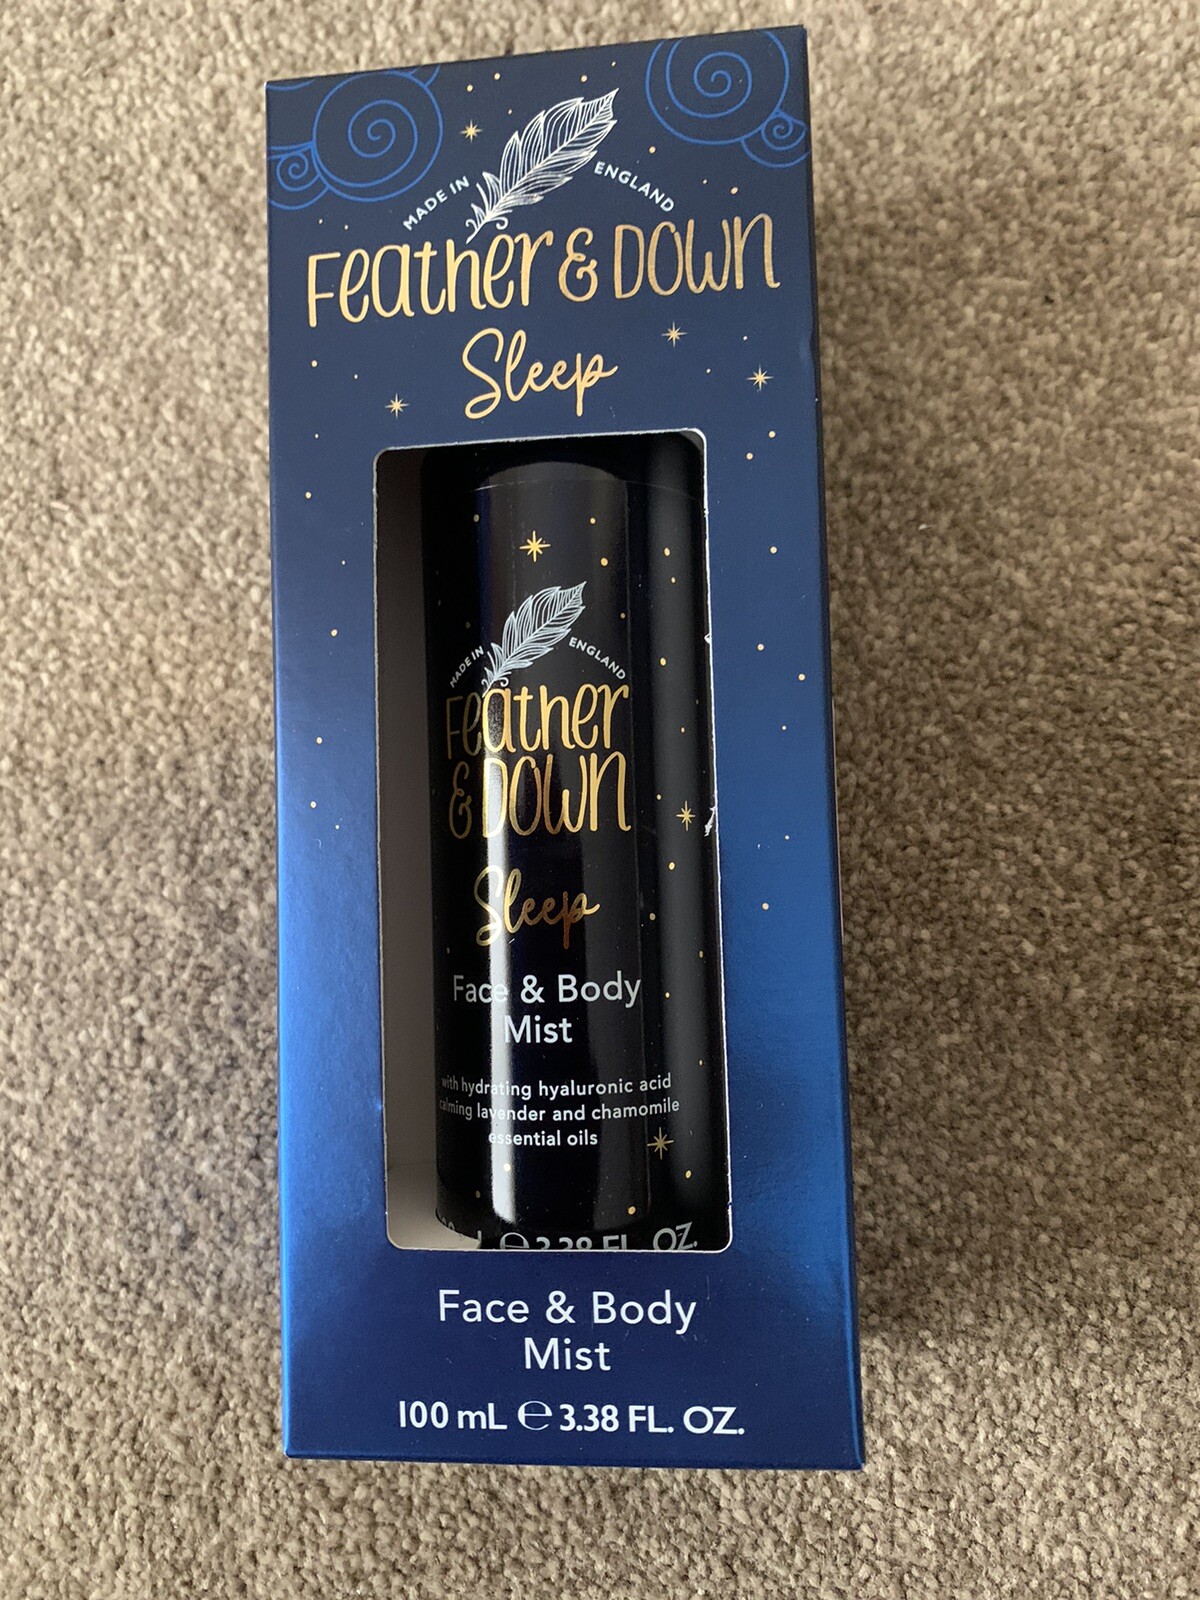 MADE IN ENGLAND
Feather & Down
Sleep
MADE IN ENGLAND
Feather
& Down
Sleep
Face & Body
Mist
with hydrating hyaluronic acid
calming lavender and chamomile
essential oils
℮ 3.38 FL. OZ.
Face & Body
Mist
100 mL ℮ 3.38 FL. OZ.